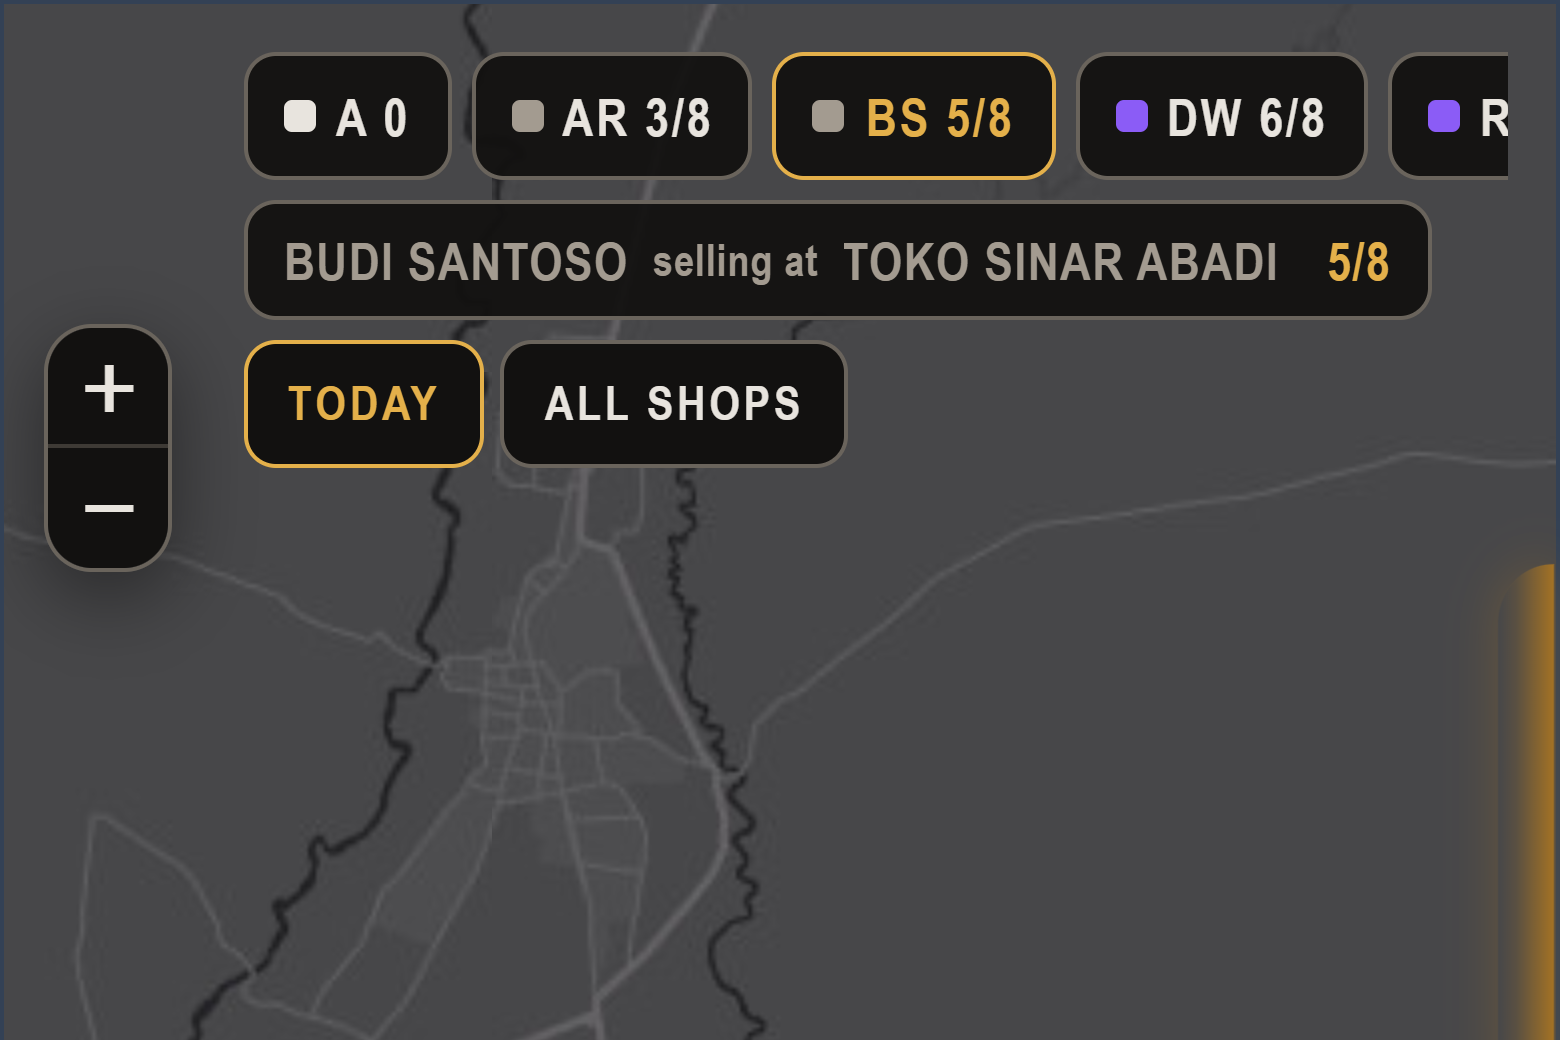 A 0 AR 3/8 BS 5/8 DW 6/8 R
BUDI SANTOSO selling at TOKO SINAR ABADI 5/8
TODAY ALL SHOPS
+
−